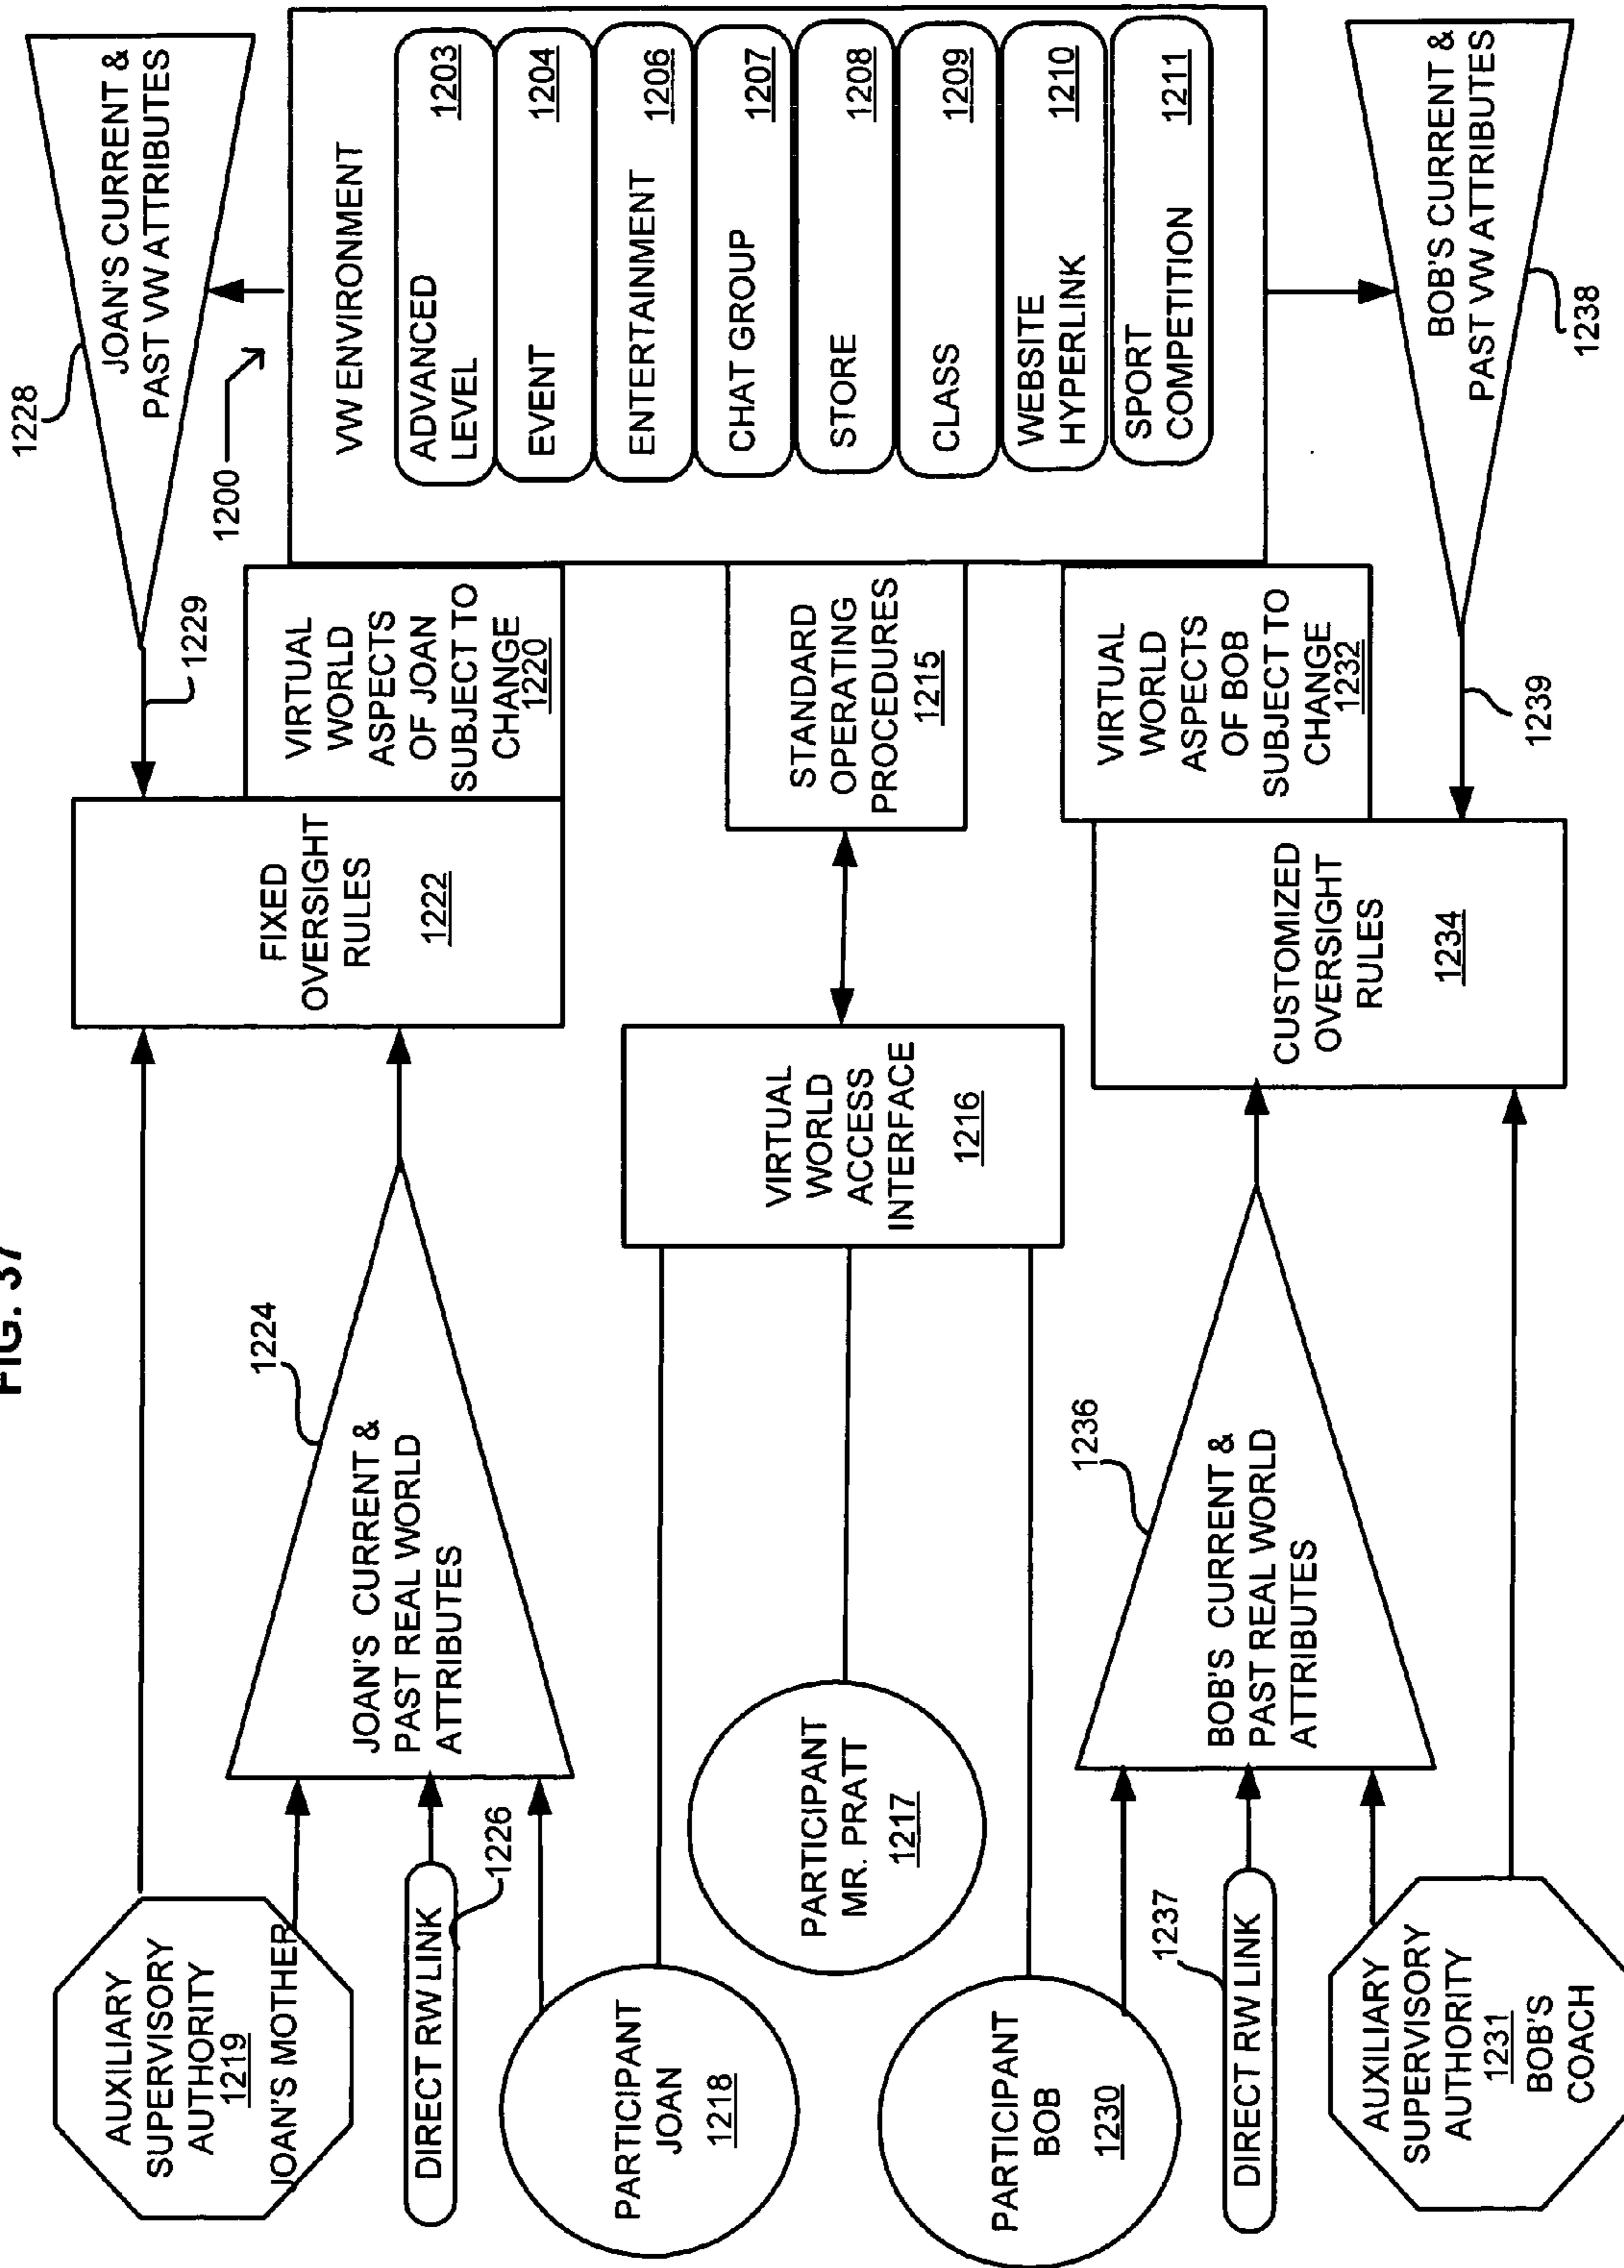 FIG. 37
AUXILIARY
SUPERVISORY
AUTHORITY
1219
JOAN'S MOTHER
DIRECT RW LINK
1226
PARTICIPANT
JOAN
1218
JOAN'S CURRENT &
PAST REAL WORLD
ATTRIBUTES
1224
FIXED
OVERSIGHT
RULES
1222
VIRTUAL
WORLD
ASPECTS
OF JOAN
SUBJECT TO
CHANGE
1220
1229
1228
JOAN'S CURRENT &
PAST VW ATTRIBUTES
1200
VW ENVIRONMENT
ADVANCED
LEVEL 1203
EVENT 1204
ENTERTAINMENT 1206
CHAT GROUP 1207
STORE 1208
CLASS 1209
WEBSITE
HYPERLINK 1210
SPORT
COMPETITION 1211
PARTICIPANT
MR. PRATT
1217
VIRTUAL
WORLD
ACCESS
INTERFACE
1216
STANDARD
OPERATING
PROCEDURES
1215
PARTICIPANT
BOB
1230
1237
DIRECT RW LINK
AUXILIARY
SUPERVISORY
AUTHORITY
1231
BOB'S
COACH
1236
BOB'S CURRENT &
PAST REAL WORLD
ATTRIBUTES
CUSTOMIZED
OVERSIGHT
RULES
1234
VIRTUAL
WORLD
ASPECTS
OF BOB
SUBJECT TO
CHANGE
1232
1239
BOB'S CURRENT &
PAST VW ATTRIBUTES
1238